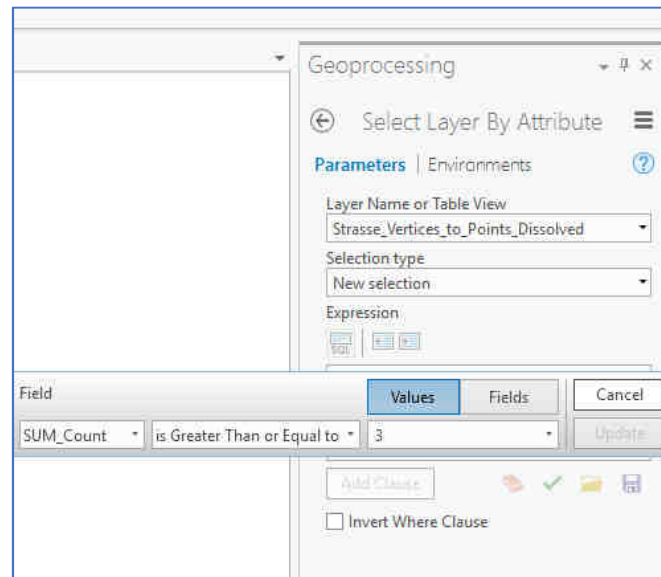 Geoprocessing
Select Layer By Attribute
Parameters | Environments
Layer Name or Table View
Strasse_Vertices_to_Points_Dissolved
Selection type
New selection
Expression
SQL
Field
Values
Fields
Cancel
SUM_Count
is Greater Than or Equal to
3
Update
Add Clause
Invert Where Clause